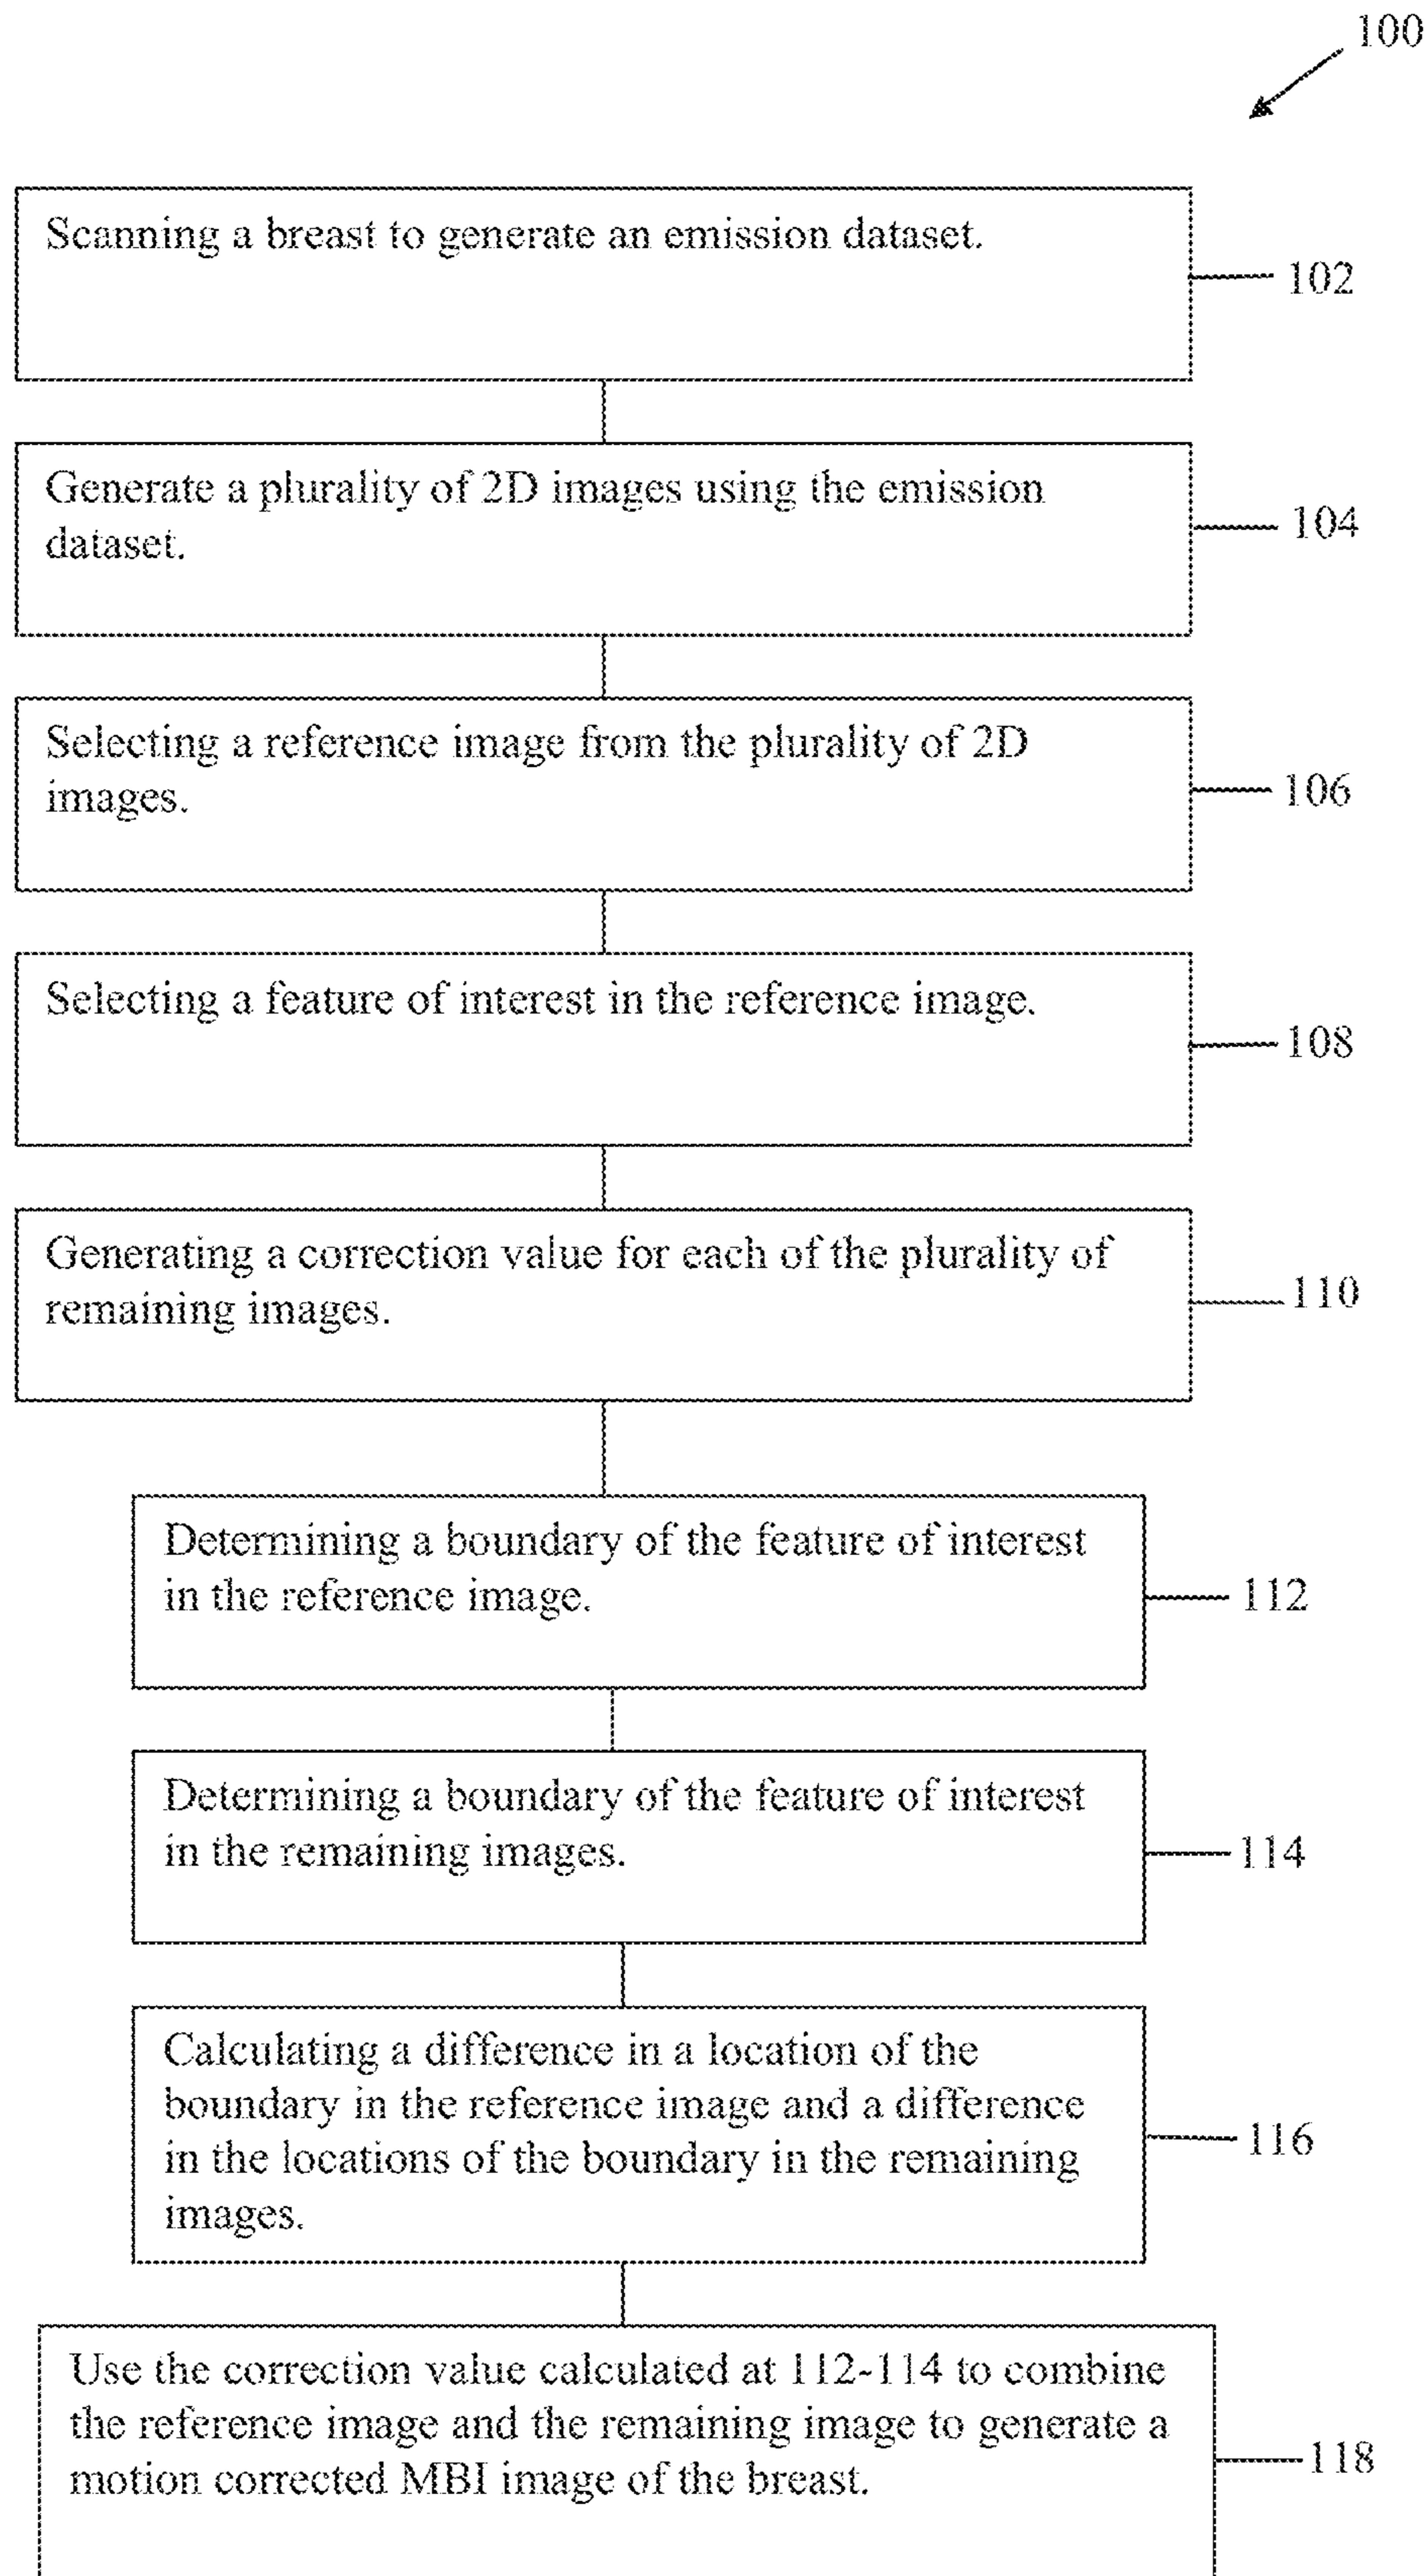 100
Scanning a breast to generate an emission dataset.
102
Generate a plurality of 2D images using the emission
dataset.
104
Selecting a reference image from the plurality of 2D
images.
106
Selecting a feature of interest in the reference image.
108
Generating a correction value for each of the plurality of
remaining images.
110
Determining a boundary of the feature of interest
in the reference image.
112
Determining a boundary of the feature of interest
in the remaining images.
114
Calculating a difference in a location of the
boundary in the reference image and a difference
in the locations of the boundary in the remaining
images.
116
Use the correction value calculated at 112-114 to combine
the reference image and the remaining image to generate a
motion corrected MBI image of the breast.
118